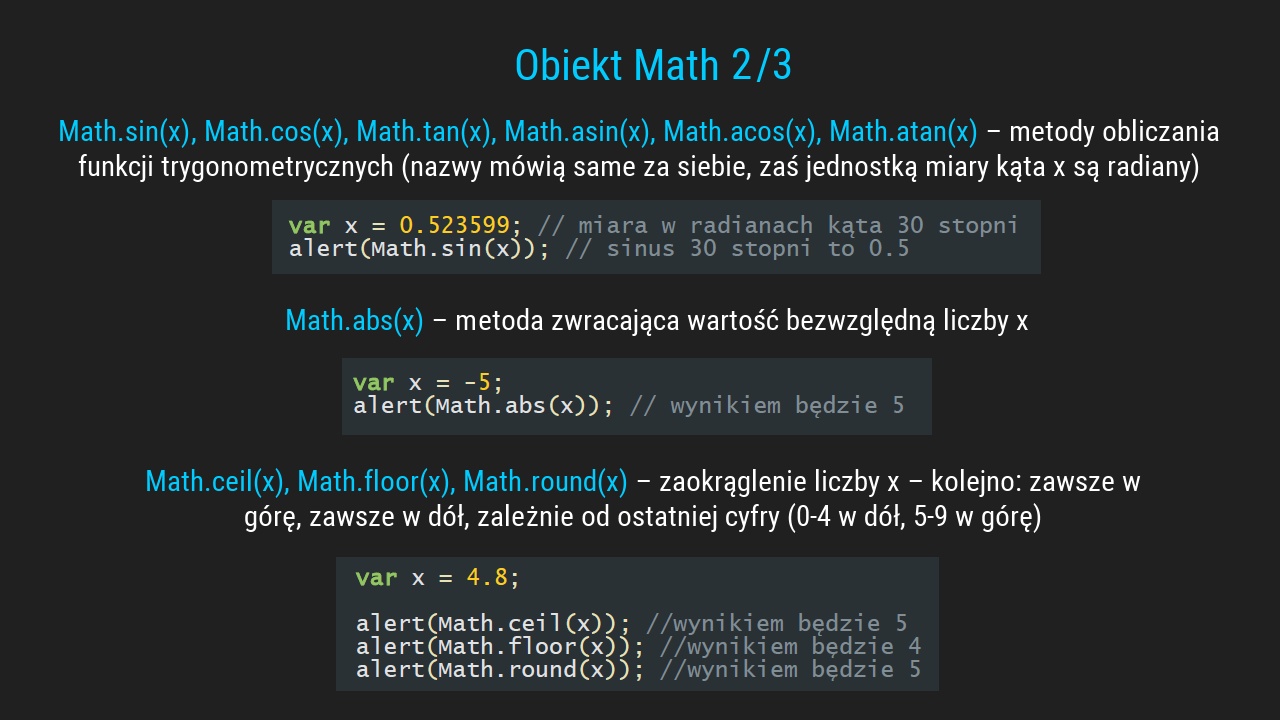 Obiekt Math 2/3
Math.sin(x), Math.cos(x), Math.tan(x), Math.asin(x), Math.acos(x), Math.atan(x) – metody obliczania
funkcji trygonometrycznych (nazwy mówią same za siebie, zaś jednostką miary kąta x są radiany)
var x = 0.523599; // miara w radianach kąta 30 stopni
alert(Math.sin(x)); // sinus 30 stopni to 0.5
Math.abs(x) – metoda zwracająca wartość bezwzględną liczby x
var x = -5;
alert(Math.abs(x)); // wynikiem będzie 5
Math.ceil(x), Math.floor(x), Math.round(x) – zaokrąglenie liczby x – kolejno: zawsze w
górę, zawsze w dół, zależnie od ostatniej cyfry (0-4 w dół, 5-9 w górę)
var x = 4.8;
alert(Math.ceil(x)); //wynikiem będzie 5
alert(Math.floor(x)); //wynikiem będzie 4
alert(Math.round(x)); //wynikiem będzie 5